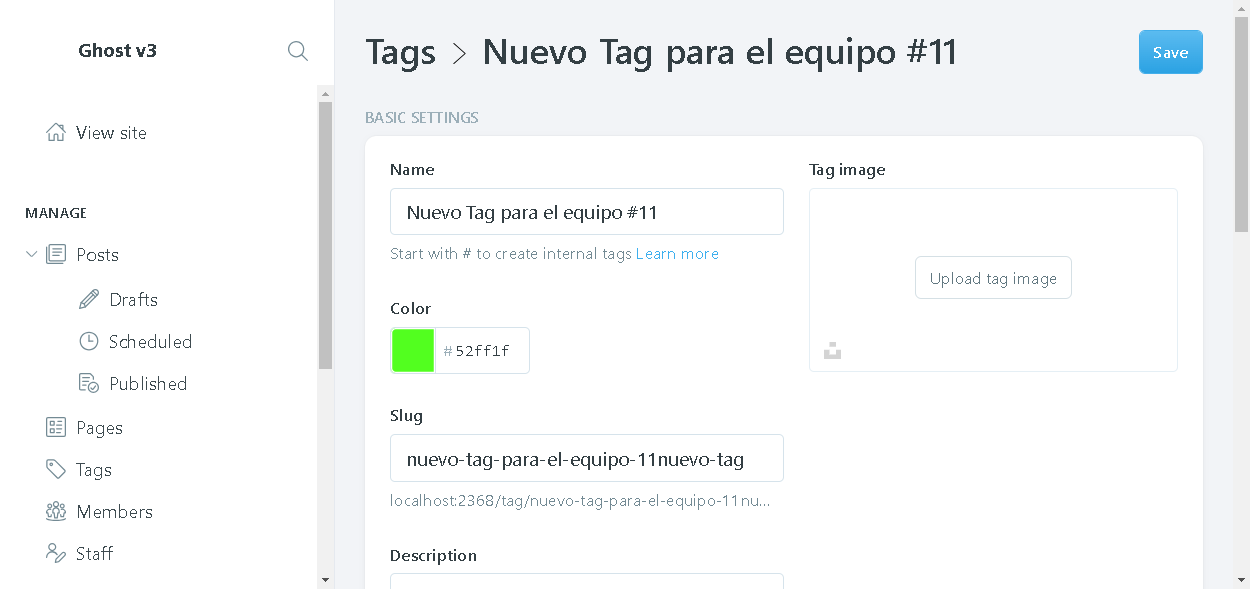 Ghost v3
View site
MANAGE
Posts
Drafts
Scheduled
Published
Pages
Tags
Members
Staff
Tags > Nuevo Tag para el equipo #11
Save
BASIC SETTINGS
Name
Nuevo Tag para el equipo #11
Start with # to create internal tags Learn more
Color
#52ff1f
Slug
nuevo-tag-para-el-equipo-11nuevo-tag
localhost:2368/tag/nuevo-tag-para-el-equipo-11nu...
Description
Tag image
Upload tag image